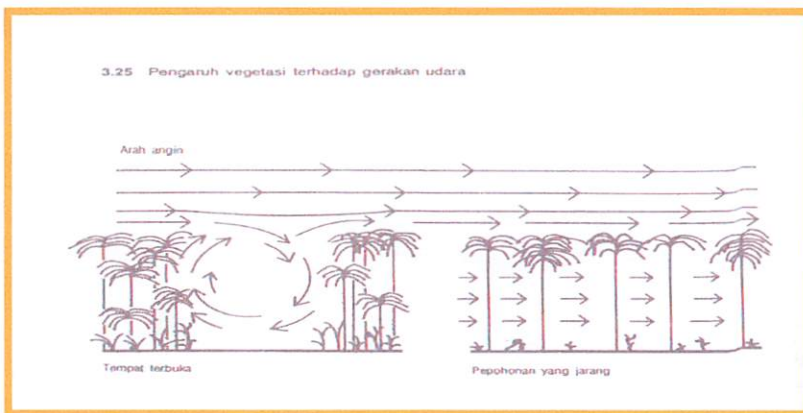 3.25 Pengaruh vegetasi terhadap gerakan udara
Arah angin
Tempat terbuka
Pepohonan yang jarang